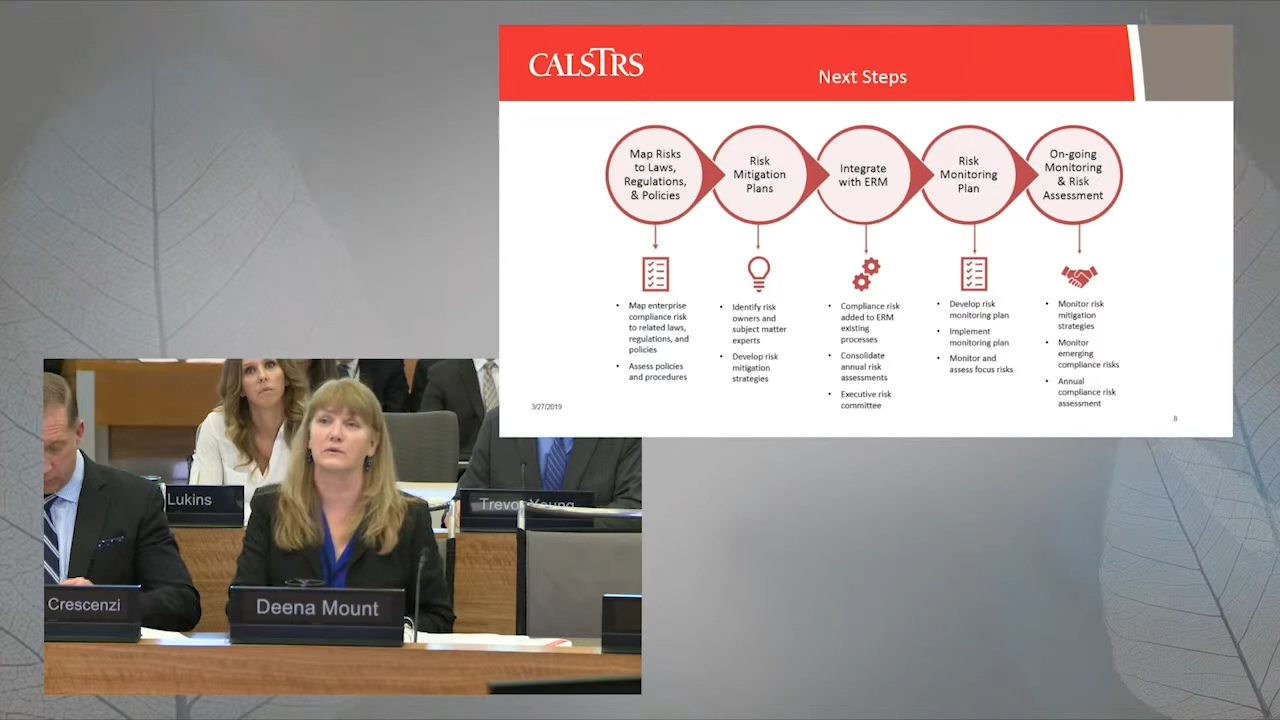 CALSTRS
Next Steps
Map Risks
to Laws,
Regulations,
& Policies
Risk
Mitigation
Plans
Integrate
with ERM
Risk
Monitoring
Plan
On-going
Monitoring
& Risk
Assessment
• Map enterprise
compliance risk
to related laws,
regulations, and
policies
• Assess policies
and procedures
• Identify risk
owners and
subject matter
experts
• Develop risk
mitigation
strategies
• Compliance risk
added to ERM
existing
processes
• Consolidate
annual risk
assessments
• Executive risk
committee
• Develop risk
monitoring plan
• Implement
monitoring plan
• Monitor and
assess focus risks
• Monitor risk
mitigation
strategies
• Monitor
emerging
compliance risks
• Annual
compliance risk
assessment
3/27/2019
8
Lukins
Trevor Young
Crescenzi
Deena Mount